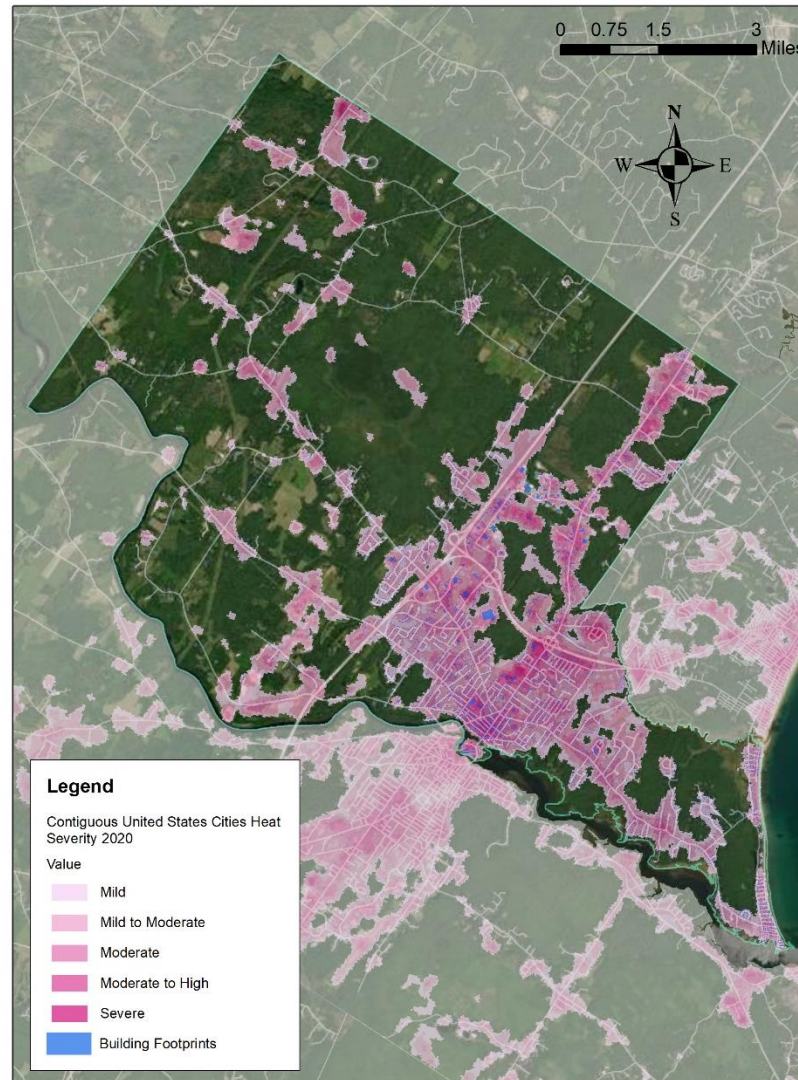 0 0.75 1.5 3
Miles
N
W E
S
Legend
Contiguous United States Cities Heat
Severity 2020
Value
Mild
Mild to Moderate
Moderate
Moderate to High
Severe
Building Footprints